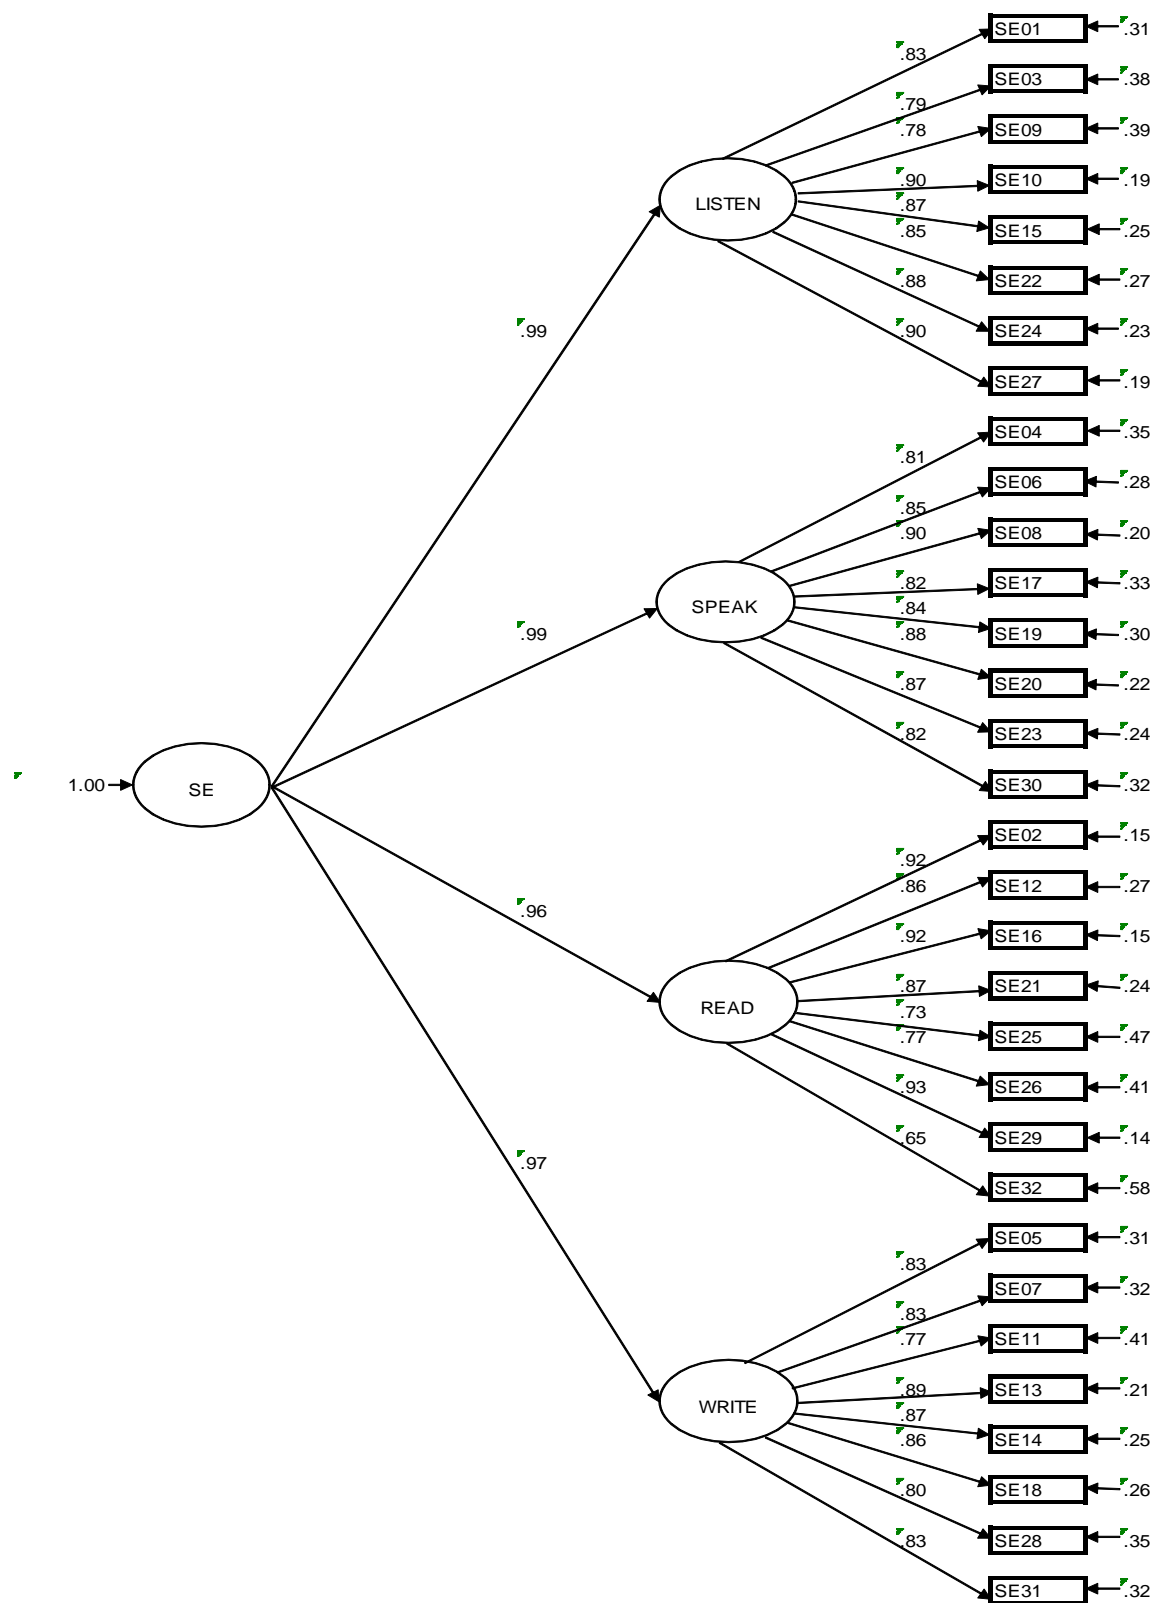 SE01 .31
.83
SE03 .38
.79
.78 SE09 .39
.90 SE10 .19
LISTEN .87
SE15 .25
.85
.88 SE22 .27
.99 .90 SE24 .23
SE27 .19
SE04 .35
.81
SE06 .28
.85
.90 SE08 .20
.82 SE17 .33
SPEAK .84
.99 .88 SE19 .30
.87 SE20 .22
.82 SE23 .24
1.00 SE SE30 .32
SE02 .15
.92
.86 SE12 .27
.96 .92 SE16 .15
.87 SE21 .24
READ .73
.77 SE25 .47
.93 SE26 .41
.65 SE29 .14
.97
SE32 .58
SE05 .31
.83
SE07 .32
.83
.77 SE11 .41
.89 SE13 .21
WRITE .87
.86 SE14 .25
.80 SE18 .26
.83 SE28 .35
SE31 .32